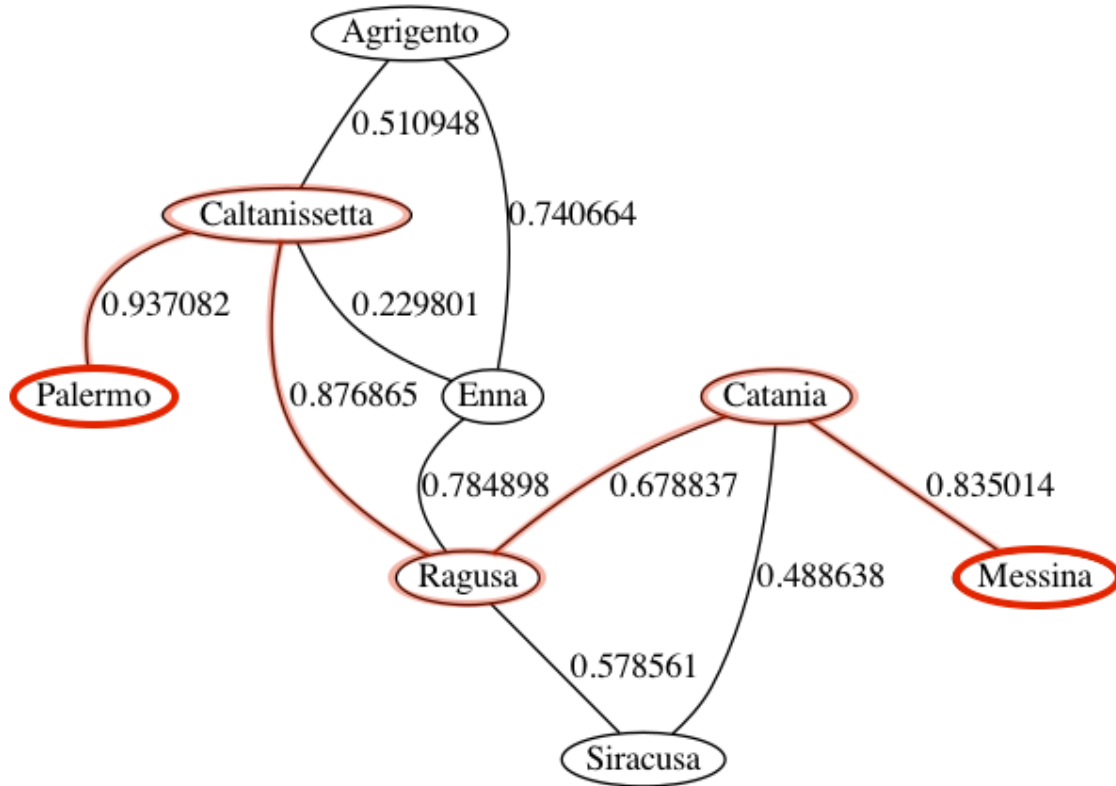 Agrigento
0.510948
Caltanissetta
0.740664
0.937082
0.229801
Palermo
0.876865
Enna
Catania
0.784898
0.678837
0.835014
Ragusa
0.488638
Messina
0.578561
Siracusa